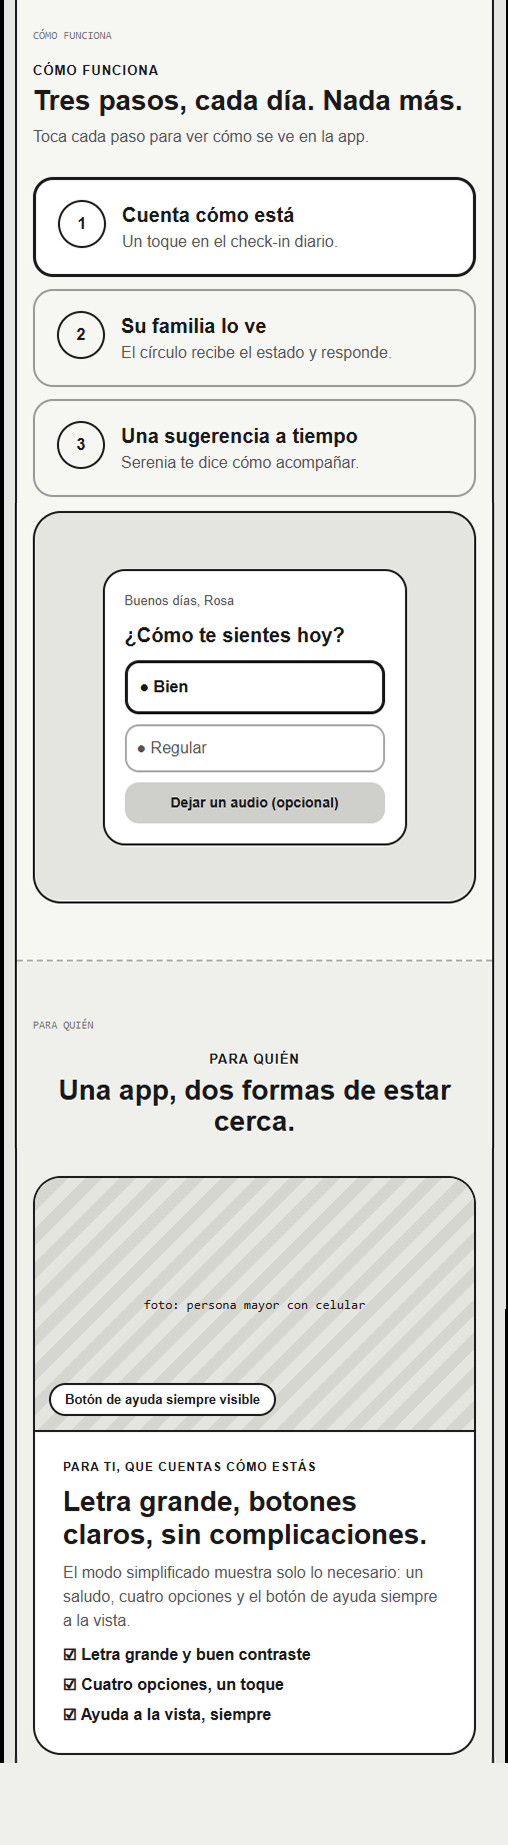 CÓMO FUNCIONA
CÓMO FUNCIONA
Tres pasos, cada día. Nada más.
Toca cada paso para ver cómo se ve en la app.
1
Cuenta cómo está
Un toque en el check-in diario.
2
Su familia lo ve
El círculo recibe el estado y responde.
3
Una sugerencia a tiempo
Serenia te dice cómo acompañar.
Buenos días, Rosa
¿Cómo te sientes hoy?
● Bien
● Regular
Dejar un audio (opcional)
PARA QUIÉN
PARA QUIÉN
Una app, dos formas de estar
cerca.
foto: persona mayor con celular
Botón de ayuda siempre visible
PARA TI, QUE CUENTAS CÓMO ESTÁS
Letra grande, botones
claros, sin complicaciones.
El modo simplificado muestra solo lo necesario: un
saludo, cuatro opciones y el botón de ayuda siempre
a la vista.
☑ Letra grande y buen contraste
☑ Cuatro opciones, un toque
☑ Ayuda a la vista, siempre